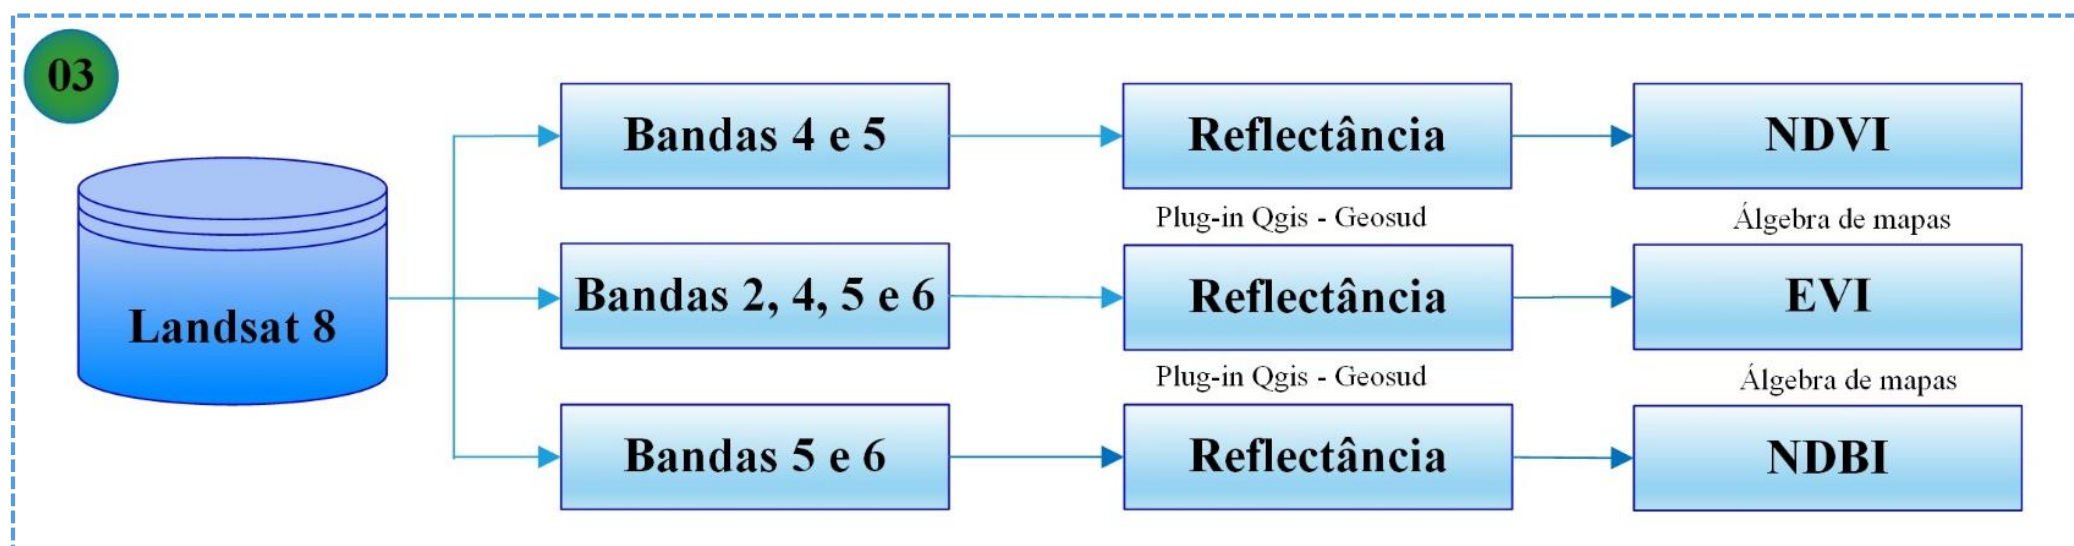 03
Landsat 8
Bandas 4 e 5
Reflectância
NDVI
Plug-in Qgis - Geosud
Álgebra de mapas
Bandas 2, 4, 5 e 6
Reflectância
EVI
Plug-in Qgis - Geosud
Álgebra de mapas
Bandas 5 e 6
Reflectância
NDBI